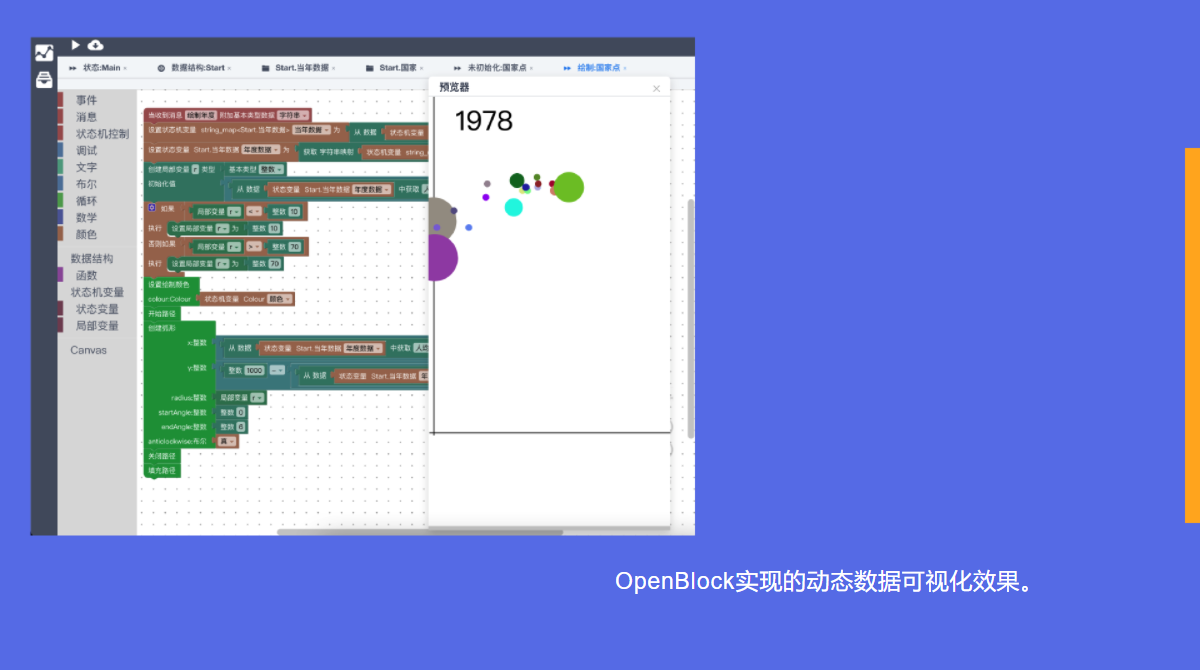 状态:Main
数据结构:Start
Start.当年数据
Start.国家
未初始化:国家点
绘制:国家点
事件
消息
状态机控制
调试
文字
布尔
循环
数学
颜色
数据结构
函数
状态机变量
状态变量
局部变量
Canvas
当收到消息 绘制年度 附加基本类型数据 字符串
设置状态机变量 string_map<Start.当年数据> 当年数据 为 从 数据 状态机变量
设置状态变量 Start.当年数据 年度数据 为 获取 字符串映射 状态机变量
创建局部变量 r 类型 基本类型 整数
初始化值 从 数据 状态变量 Start.当年数据 年度数据 中获取
如果 局部变量 r < 整数 10
执行 设置局部变量 r 为 整数 10
否则如果 局部变量 r > 整数 70
执行 设置局部变量 r 为 整数 70
设置绘制颜色
colour:Colour 状态机变量 Colour 颜色
开始路径
创建弧形
x:整数 从 数据 状态变量 Start.当年数据 年度数据 中获取
y:整数 整数 1000 - 从 数据 状态变量 Start.当年数据
radius:整数 局部变量 r
startAngle:整数 整数 0
endAngle:整数 整数 6
anticlockwise:布尔 真
关闭路径
填充路径
预览器
1978
OpenBlock实现的动态数据可视化效果。